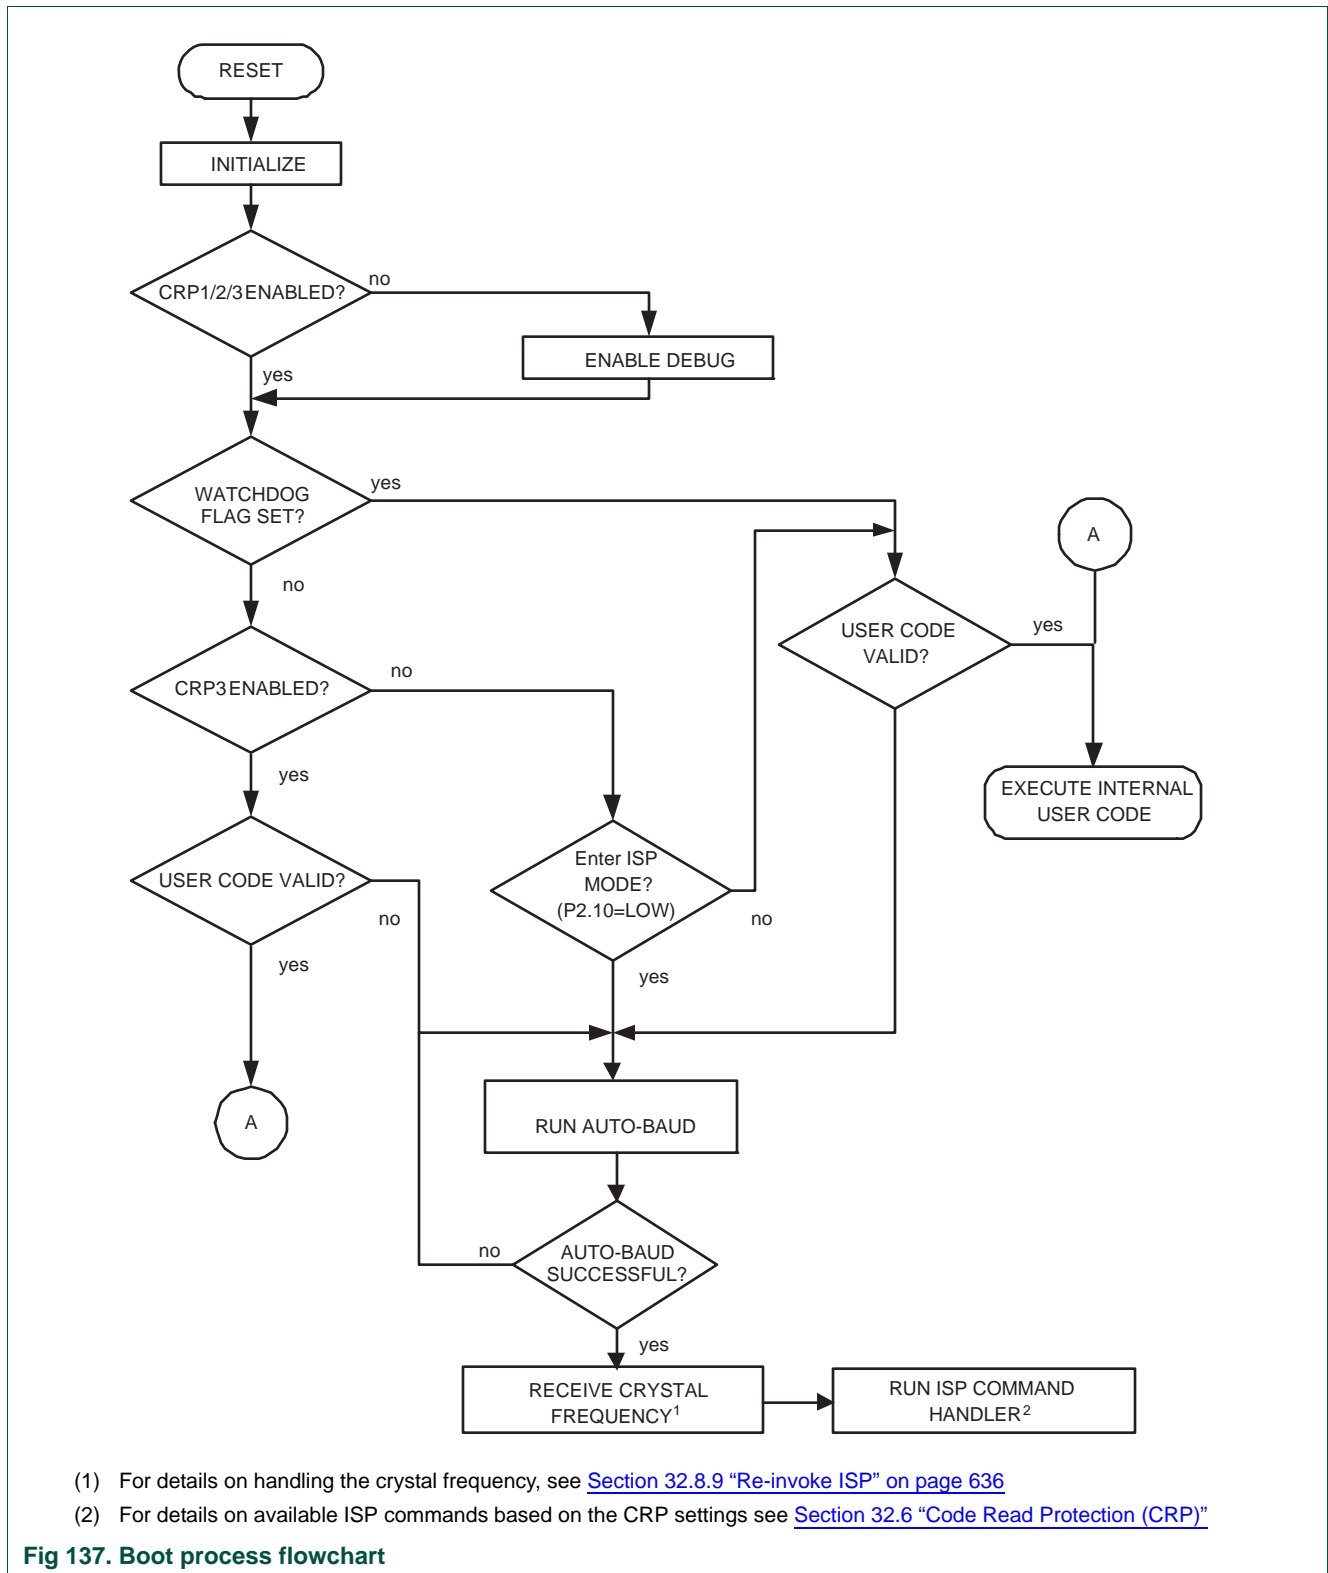 RESET
INITIALIZE
CRP1/2/3 ENABLED?
no
ENABLE DEBUG
yes
WATCHDOG
FLAG SET?
yes
no
A
USER CODE
VALID?
yes
CRP3 ENABLED?
no
yes
EXECUTE INTERNAL
USER CODE
USER CODE VALID?
no
yes
Enter ISP
MODE?
(P2.10=LOW)
no
yes
A
RUN AUTO-BAUD
AUTO-BAUD
SUCCESSFUL?
no
yes
RECEIVE CRYSTAL
FREQUENCY1
RUN ISP COMMAND
HANDLER2
(1) For details on handling the crystal frequency, see Section 32.8.9 “Re-invoke ISP” on page 636
(2) For details on available ISP commands based on the CRP settings see Section 32.6 “Code Read Protection (CRP)”
Fig 137. Boot process flowchart